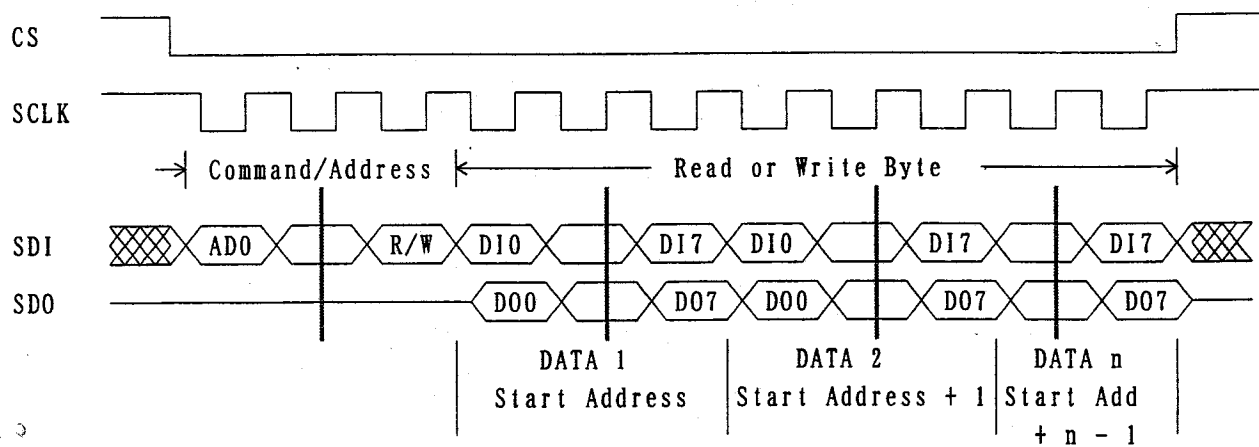 CS
SCLK
Command/Address
Read or Write Byte
SDI
AD0
R/W
DI0
DI7
DI0
DI7
DI7
SDO
DO0
DO7
DO0
DO7
DO7
DATA 1
Start Address
DATA 2
Start Address + 1
DATA n
Start Add
+ n - 1